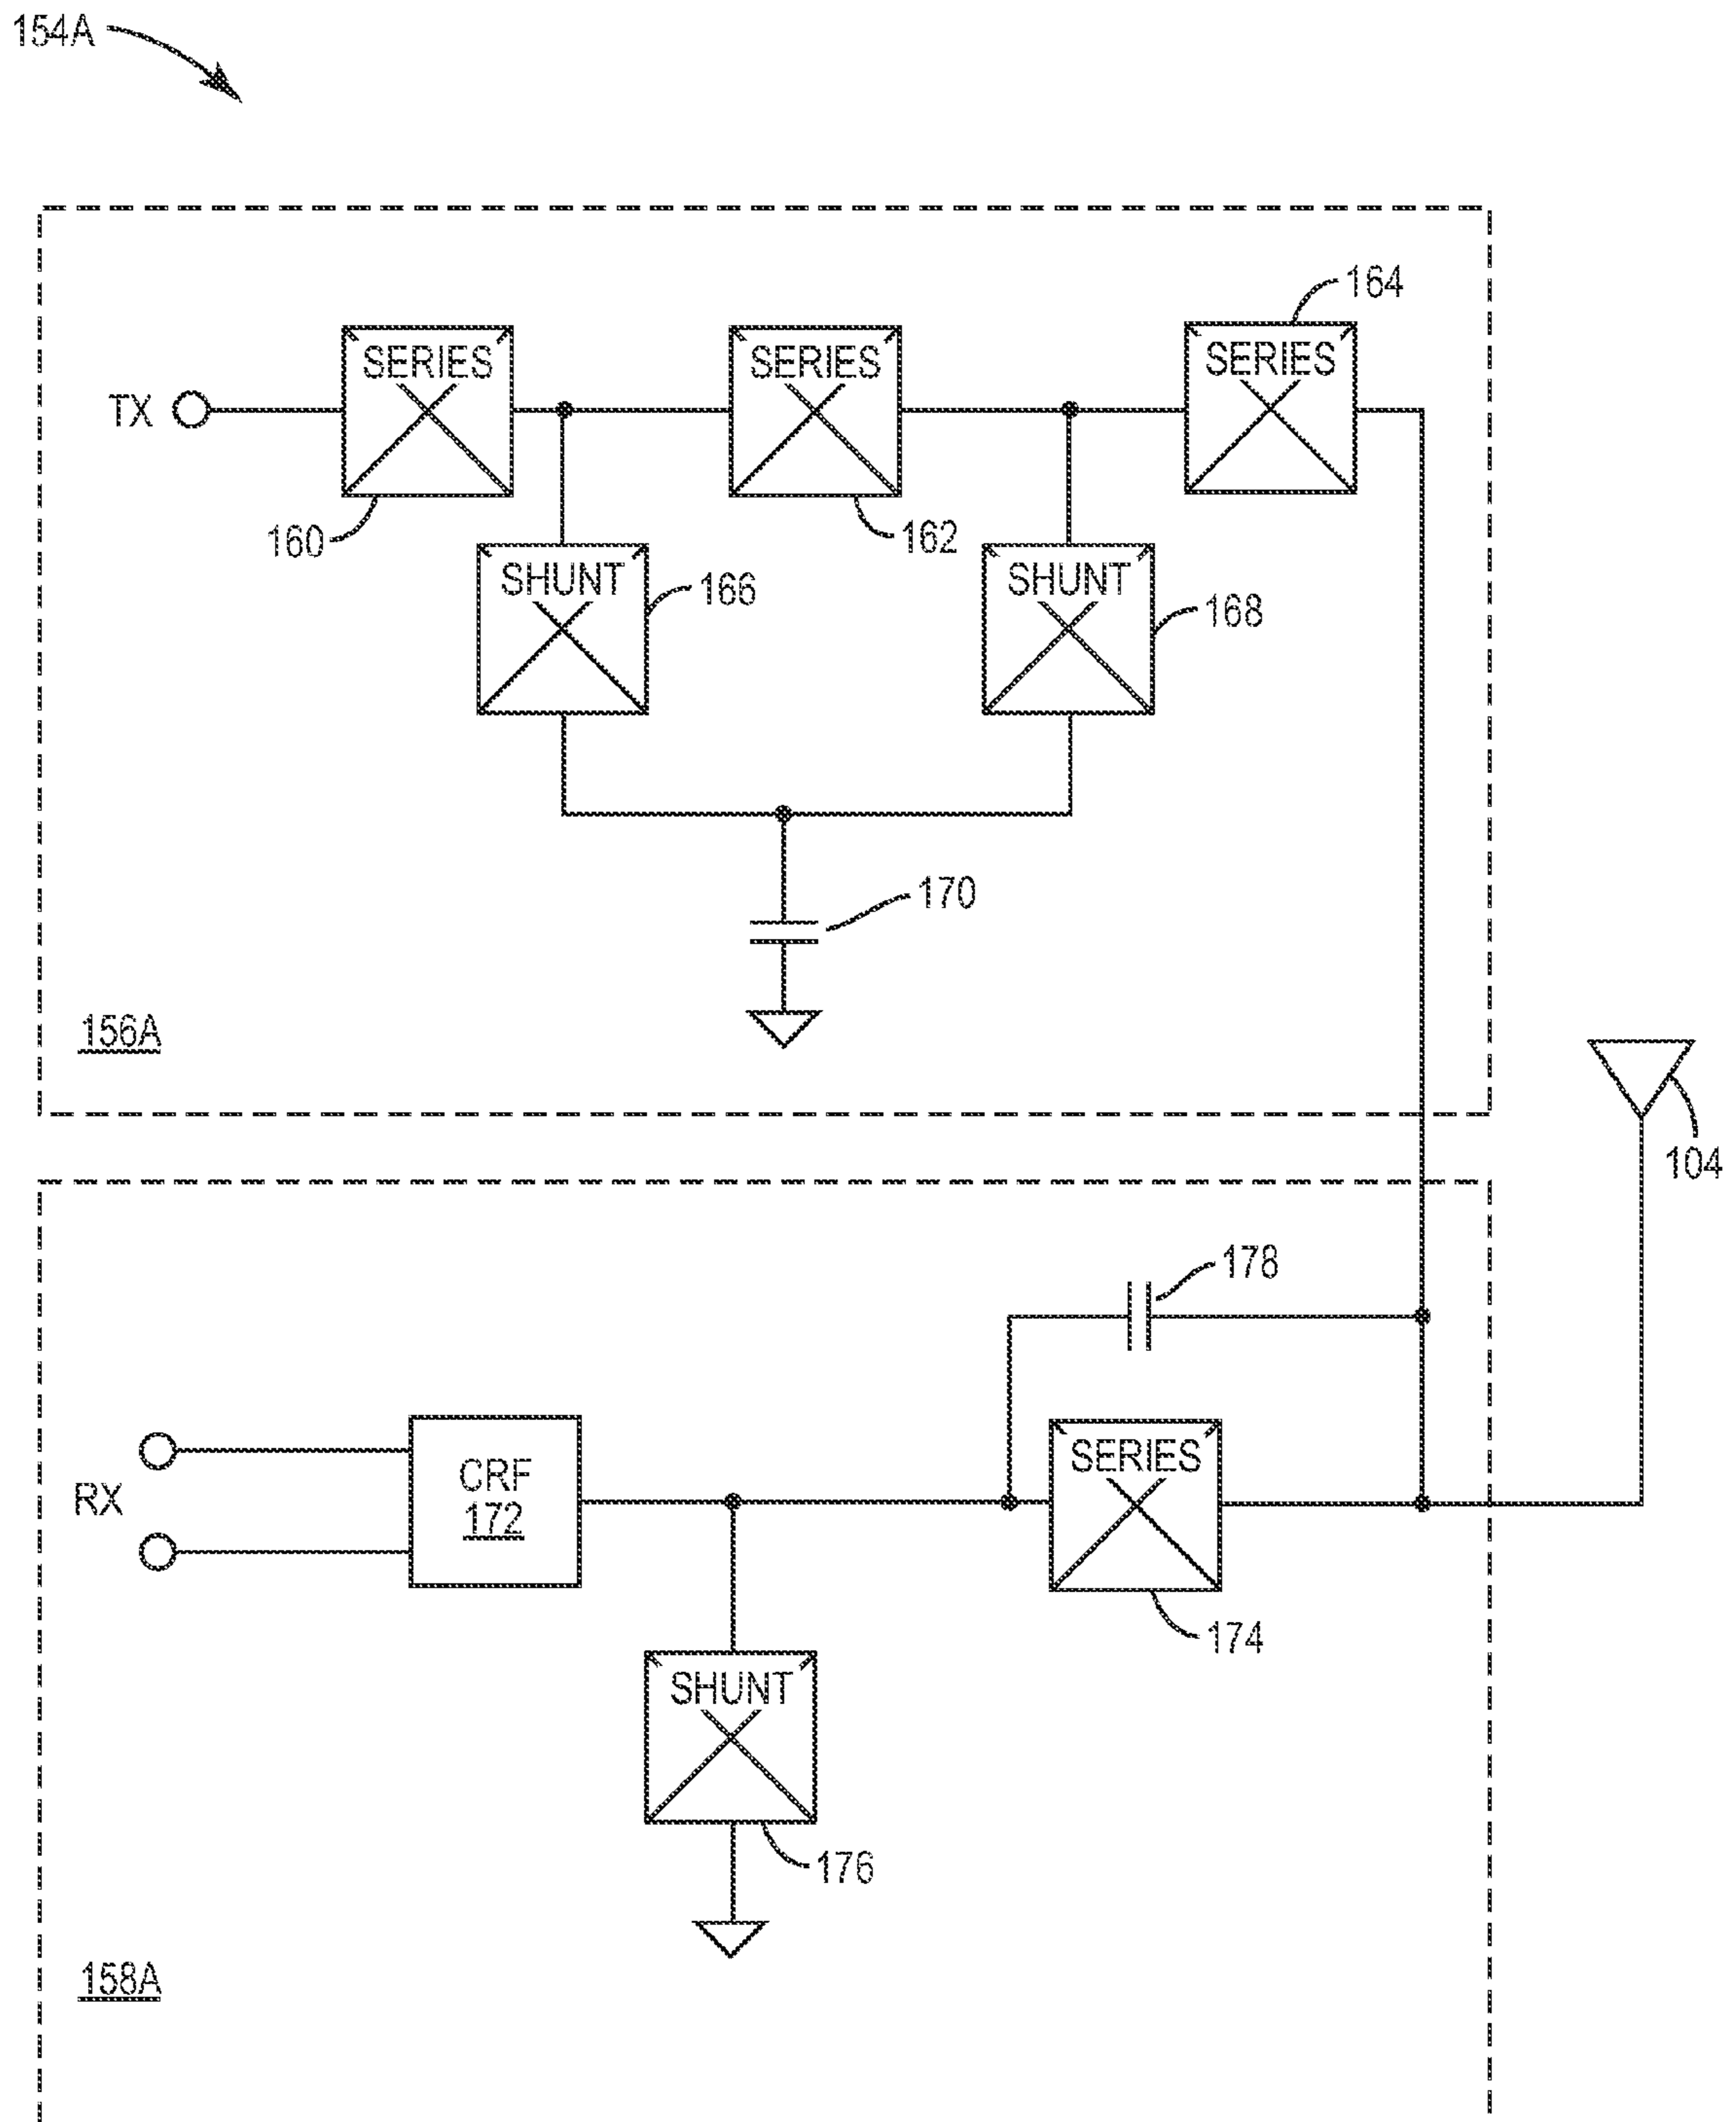 154A
164
SERIES
SERIES
SERIES
TX
160
162
SHUNT
166
SHUNT
168
170
156A
104
178
SERIES
CRF
172
RX
174
SHUNT
176
158A